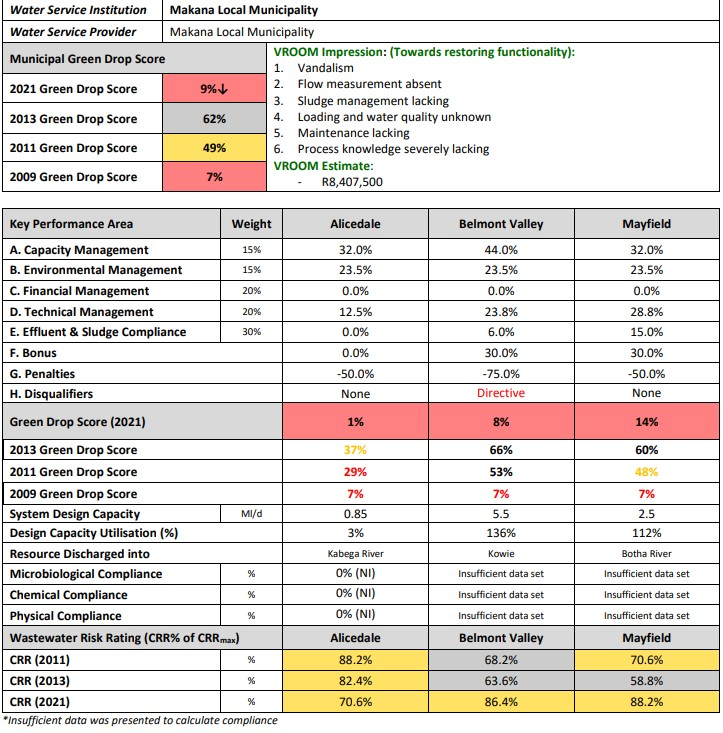 Water Service Institution Makana Local Municipality
Water Service Provider Makana Local Municipality
Municipal Green Drop Score
2021 Green Drop Score 9%↓
2013 Green Drop Score 62%
2011 Green Drop Score 49%
2009 Green Drop Score 7%
VROOM Impression: (Towards restoring functionality):
1. Vandalism
2. Flow measurement absent
3. Sludge management lacking
4. Loading and water quality unknown
5. Maintenance lacking
6. Process knowledge severely lacking
VROOM Estimate:
- R8,407,500
Key Performance Area Weight Alicedale Belmont Valley Mayfield
A. Capacity Management 15% 32.0% 44.0% 32.0%
B. Environmental Management 15% 23.5% 23.5% 23.5%
C. Financial Management 20% 0.0% 0.0% 0.0%
D. Technical Management 20% 12.5% 23.8% 28.8%
E. Effluent & Sludge Compliance 30% 0.0% 6.0% 15.0%
F. Bonus 0.0% 30.0% 30.0%
G. Penalties -50.0% -75.0% -50.0%
H. Disqualifiers None Directive None
Green Drop Score (2021) 1% 8% 14%
2013 Green Drop Score 37% 66% 60%
2011 Green Drop Score 29% 53% 48%
2009 Green Drop Score 7% 7% 7%
System Design Capacity Ml/d 0.85 5.5 2.5
Design Capacity Utilisation (%) 3% 136% 112%
Resource Discharged into Kabega River Kowie Botha River
Microbiological Compliance % 0% (NI) Insufficient data set Insufficient data set
Chemical Compliance % 0% (NI) Insufficient data set Insufficient data set
Physical Compliance % 0% (NI) Insufficient data set Insufficient data set
Wastewater Risk Rating (CRR% of CRRmax) Alicedale Belmont Valley Mayfield
CRR (2011) % 88.2% 68.2% 70.6%
CRR (2013) % 82.4% 63.6% 58.8%
CRR (2021) % 70.6% 86.4% 88.2%
*Insufficient data was presented to calculate compliance